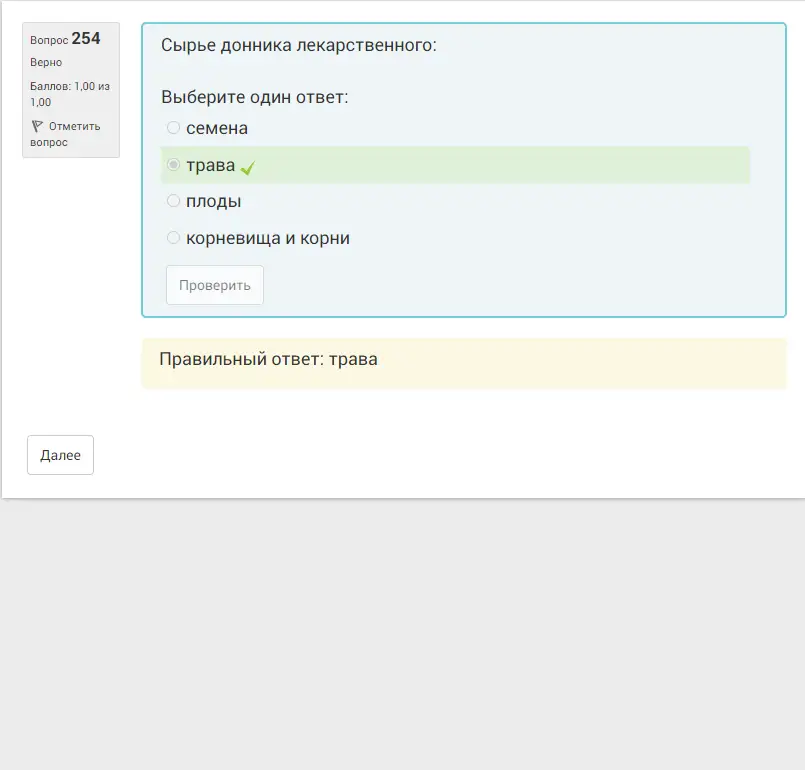 Вопрос 254
Верно
Баллов: 1,00 из
1,00
Отметить
вопрос
Сырье донника лекарственного:
Выберите один ответ:
семена
трава
плоды
корневища и корни
Проверить
Правильный ответ: трава
Далее